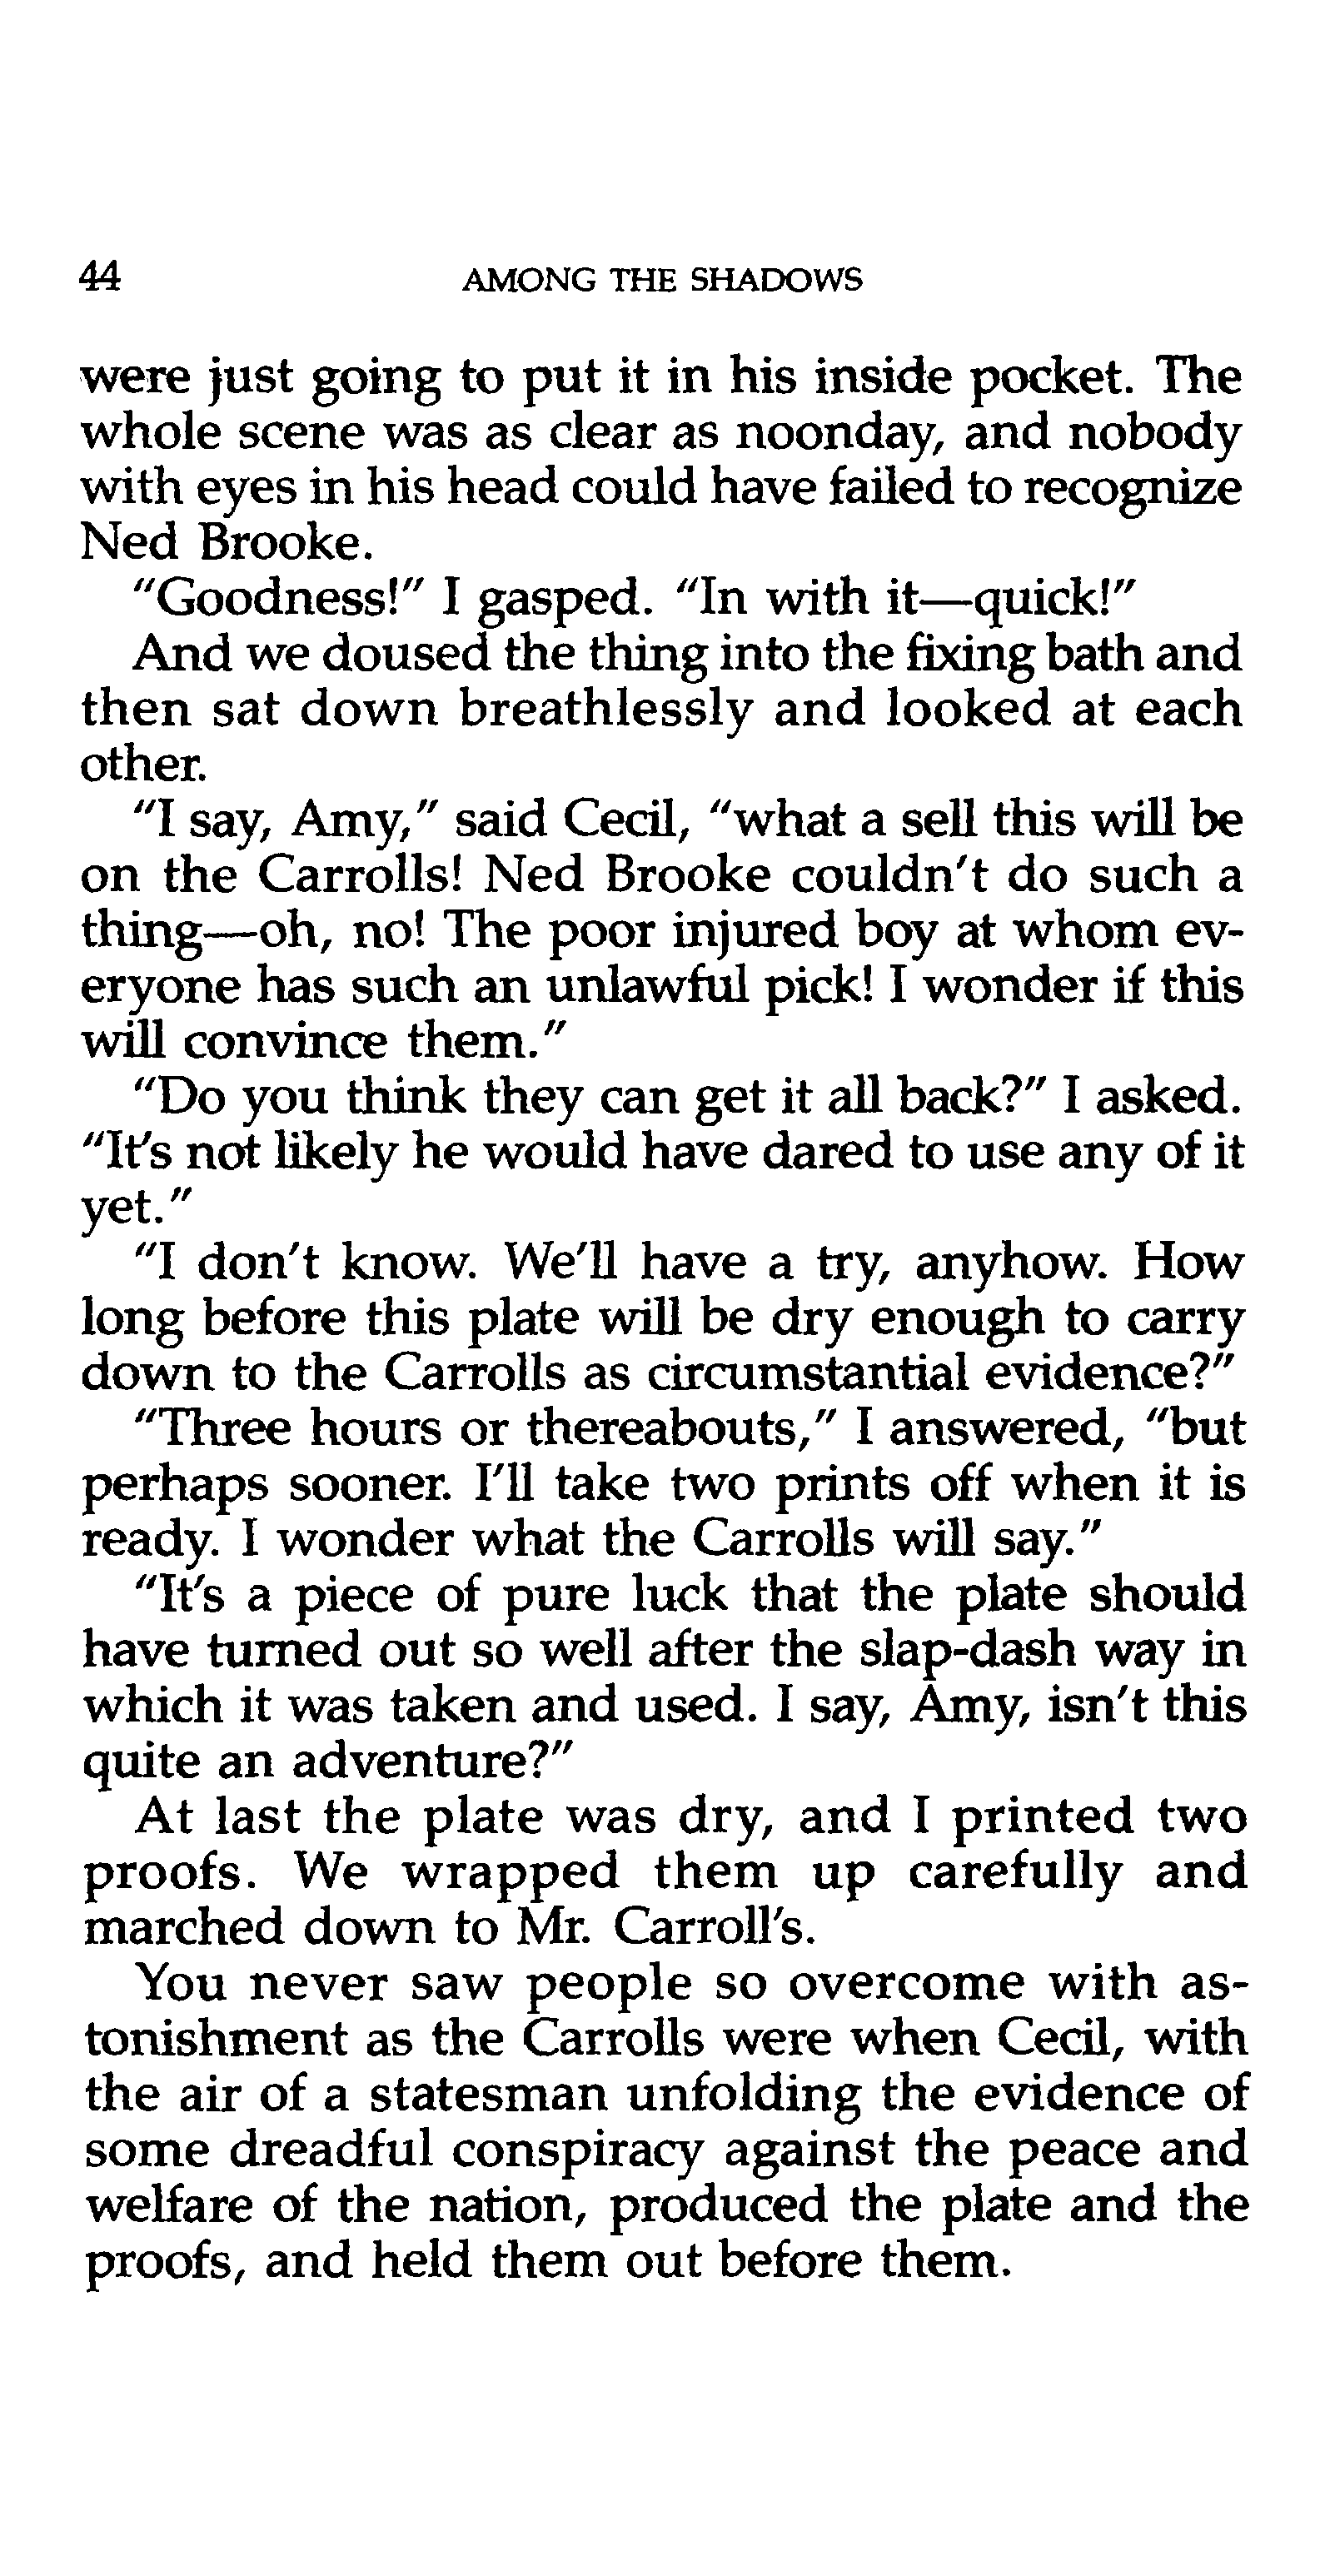 44 AMONG THE SHADOWS
were just going to put it in his inside pocket. The
whole scene was as clear as noonday, and nobody
with eyes in his head could have failed to recognize
Ned Brooke.
"Goodness!" I gasped. "In with it—quick!"
And we doused the thing into the fixing bath and
then sat down breathlessly and looked at each
other.
"I say, Amy," said Cecil, "what a sell this will be
on the Carrolls! Ned Brooke couldn't do such a
thing—oh, no! The poor injured boy at whom ev-
eryone has such an unlawful pick! I wonder if this
will convince them."
"Do you think they can get it all back?" I asked.
"It's not likely he would have dared to use any of it
yet."
"I don't know. We'll have a try, anyhow. How
long before this plate will be dry enough to carry
down to the Carrolls as circumstantial evidence?"
"Three hours or thereabouts," I answered, "but
perhaps sooner. I'll take two prints off when it is
ready. I wonder what the Carrolls will say."
"It's a piece of pure luck that the plate should
have turned out so well after the slap-dash way in
which it was taken and used. I say, Amy, isn't this
quite an adventure?"
At last the plate was dry, and I printed two
proofs. We wrapped them up carefully and
marched down to Mr. Carroll's.
You never saw people so overcome with as-
tonishment as the Carrolls were when Cecil, with
the air of a statesman unfolding the evidence of
some dreadful conspiracy against the peace and
welfare of the nation, produced the plate and the
proofs, and held them out before them.